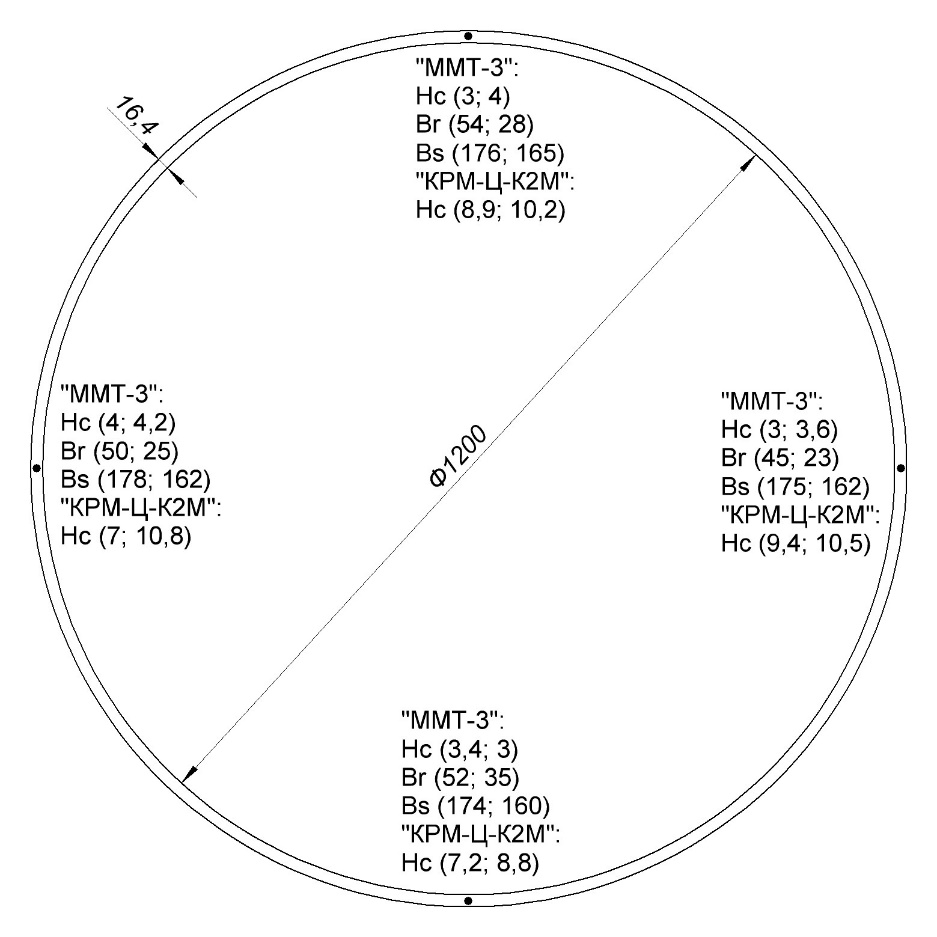 "ММТ-3":
Hc (3; 4)
Br (54; 28)
Bs (176; 165)
"КРМ-Ц-К2М":
Hc (8,9; 10,2)
16,4
"ММТ-3":
Hc (4; 4,2)
Br (50; 25)
Bs (178; 162)
"КРМ-Ц-К2М":
Hc (7; 10,8)
Ф1200
"ММТ-3":
Hc (3; 3,6)
Br (45; 23)
Bs (175; 162)
"КРМ-Ц-К2М":
Hc (9,4; 10,5)
"ММТ-3":
Hc (3,4; 3)
Br (52; 35)
Bs (174; 160)
"КРМ-Ц-К2М":
Hc (7,2; 8,8)